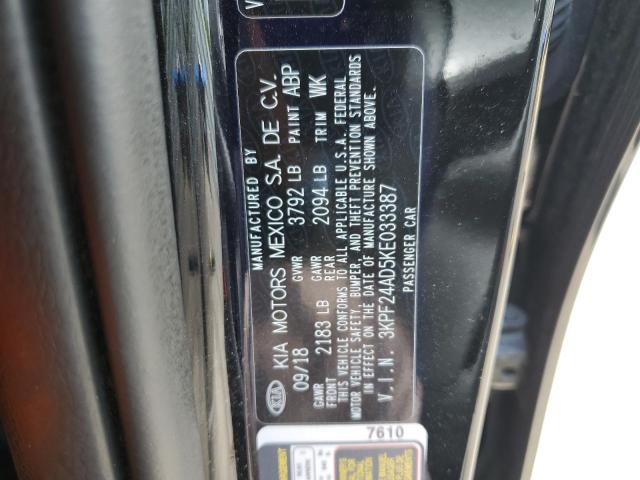 MANUFACTURED BY
KIA KIA MOTORS MEXICO S.A. DE C.V.
09/18 GVWR 3792 LB PAINT ABP
GAWR FRONT 2183 LB GAWR REAR 2094 LB TRIM WK
THIS VEHICLE CONFORMS TO ALL APPLICABLE U.S.A. FEDERAL
MOTOR VEHICLE SAFETY, BUMPER, AND THEFT PREVENTION STANDARDS
IN EFFECT ON THE DATE OF MANUFACTURE SHOWN ABOVE.
V.I.N. 3KPF24AD5KE033387
PASSENGER CAR
7610